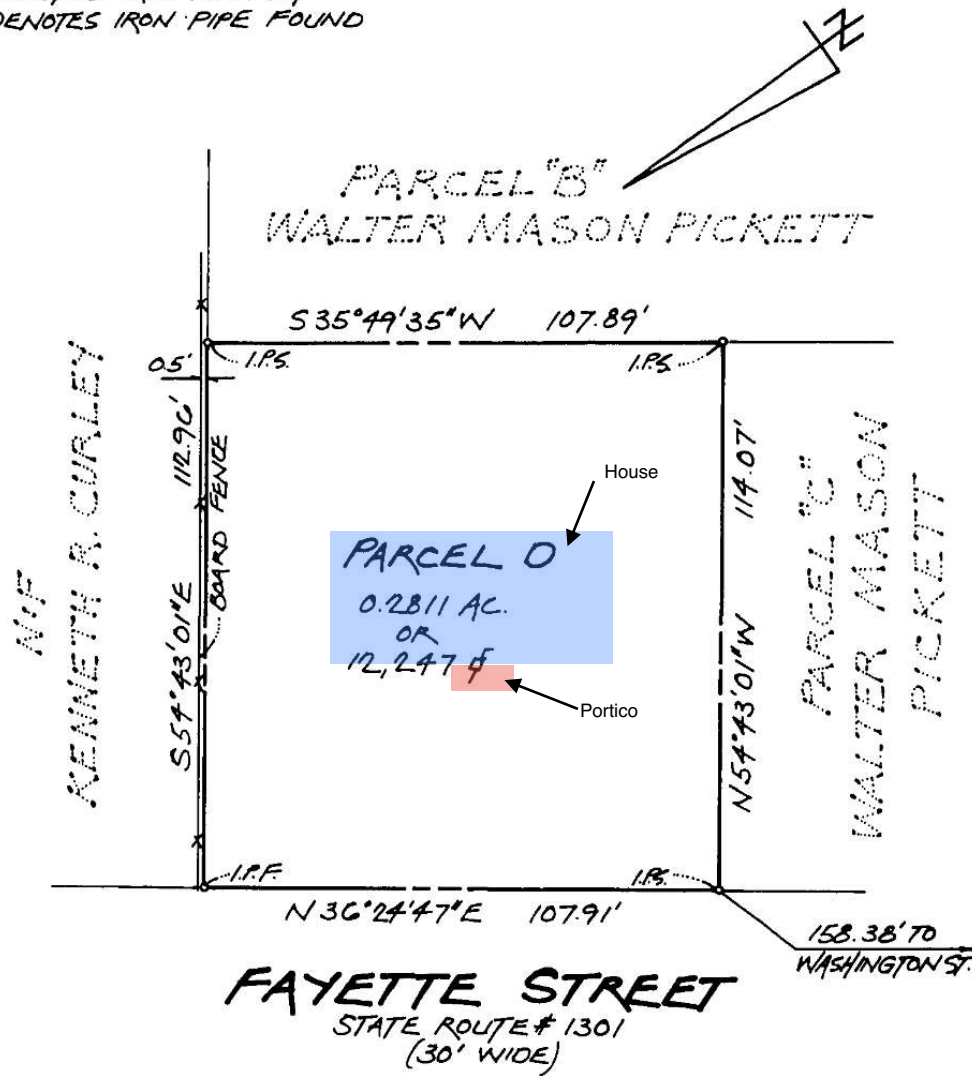 DENOTES IRON PIPE FOUND
N
PARCEL "B"
WALTER MASON PICKETT
S 35°49'35" W 107.89'
0.5'
I.P.S.
I.P.S.
N/F
KENNETH R. CURLEY
S54°43'01"E 112.96'
BOARD FENCE
House
PARCEL D
0.2811 AC.
OR
12,247
Portico
N54°43'01"W 114.07'
PARCEL "C"
WALTER MASON
PICKETT
I.P.F.
I.P.S.
N 36°24'47" E 107.91'
158.38' TO
WASHINGTON ST.
FAYETTE STREET
STATE ROUTE # 1301
(30' WIDE)